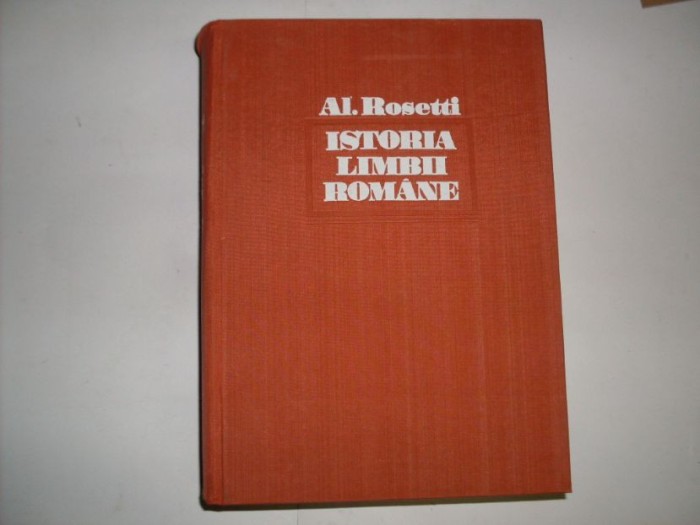 Al. Rosetti
ISTORIA
LIMBII
ROMÂNE